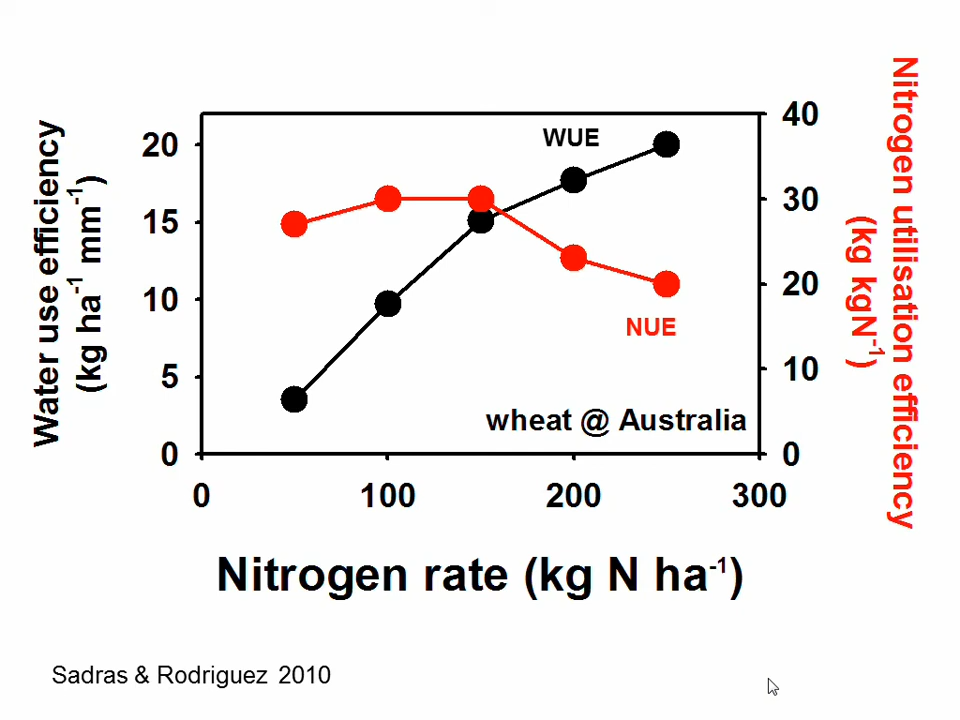 Water use efficiency
(kg ha⁻¹ mm⁻¹)
20
15
10
5
0
WUE
NUE
wheat @ Australia
40
30
20
10
0
Nitrogen utilisation efficiency
(kg kgN⁻¹)
0
100
200
300
Nitrogen rate (kg N ha⁻¹)
Sadras & Rodriguez 2010